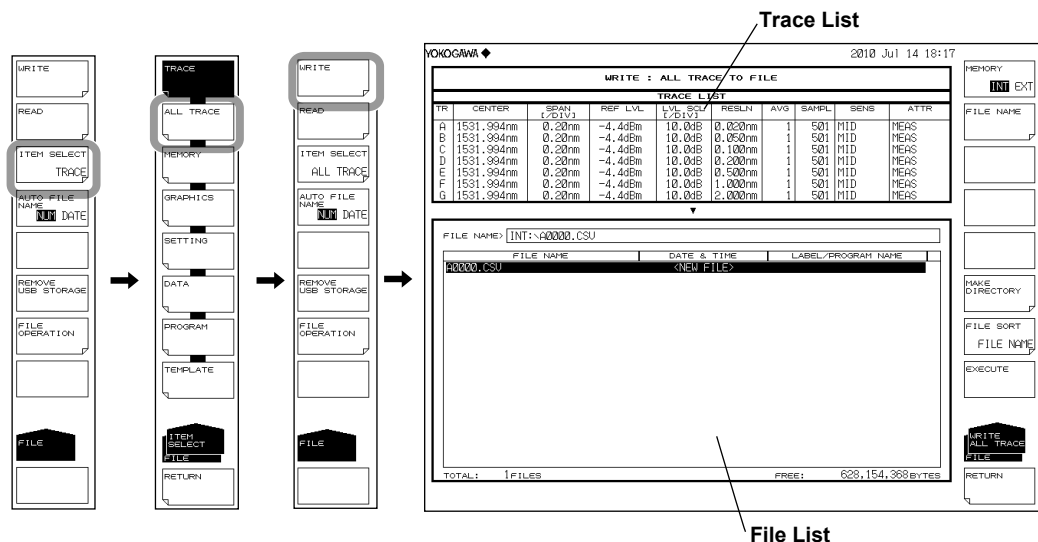 Trace List
WRITE
READ
ITEM SELECT
TRACE
AUTO FILE
NAME
NUM DATE
REMOVE
USB STORAGE
FILE
OPERATION
FILE
TRACE
ALL TRACE
MEMORY
GRAPHICS
SETTING
DATA
PROGRAM
TEMPLATE
ITEM
SELECT
FILE
RETURN
WRITE
READ
ITEM SELECT
ALL TRACE
AUTO FILE
NAME
NUM DATE
REMOVE
USB STORAGE
FILE
OPERATION
FILE
YOKOGAWA 2010 Jul 14 18:17
WRITE : ALL TRACE TO FILE
TRACE LIST
TR CENTER SPAN [/DIV] REF LVL LVL SCL [/DIV] RESLN AVG SAMPL SENS ATTR
A 1531.994nm 0.20nm -4.4dBm 10.0dB 0.020nm 1 501 MID MEAS
B 1531.994nm 0.20nm -4.4dBm 10.0dB 0.050nm 1 501 MID MEAS
C 1531.994nm 0.20nm -4.4dBm 10.0dB 0.100nm 1 501 MID MEAS
D 1531.994nm 0.20nm -4.4dBm 10.0dB 0.200nm 1 501 MID MEAS
E 1531.994nm 0.20nm -4.4dBm 10.0dB 0.500nm 1 501 MID MEAS
F 1531.994nm 0.20nm -4.4dBm 10.0dB 1.000nm 1 501 MID MEAS
G 1531.994nm 0.20nm -4.4dBm 10.0dB 2.000nm 1 501 MID MEAS
FILE NAME> INT:\A0000.CSV
FILE NAME DATE & TIME LABEL/PROGRAM NAME
A0000.CSV <NEW FILE>
TOTAL: 1FILES FREE: 628,154,368BYTES
MEMORY
INT EXT
FILE NAME
MAKE
DIRECTORY
FILE SORT
FILE NAME
EXECUTE
WRITE
ALL TRACE
FILE
RETURN
File List